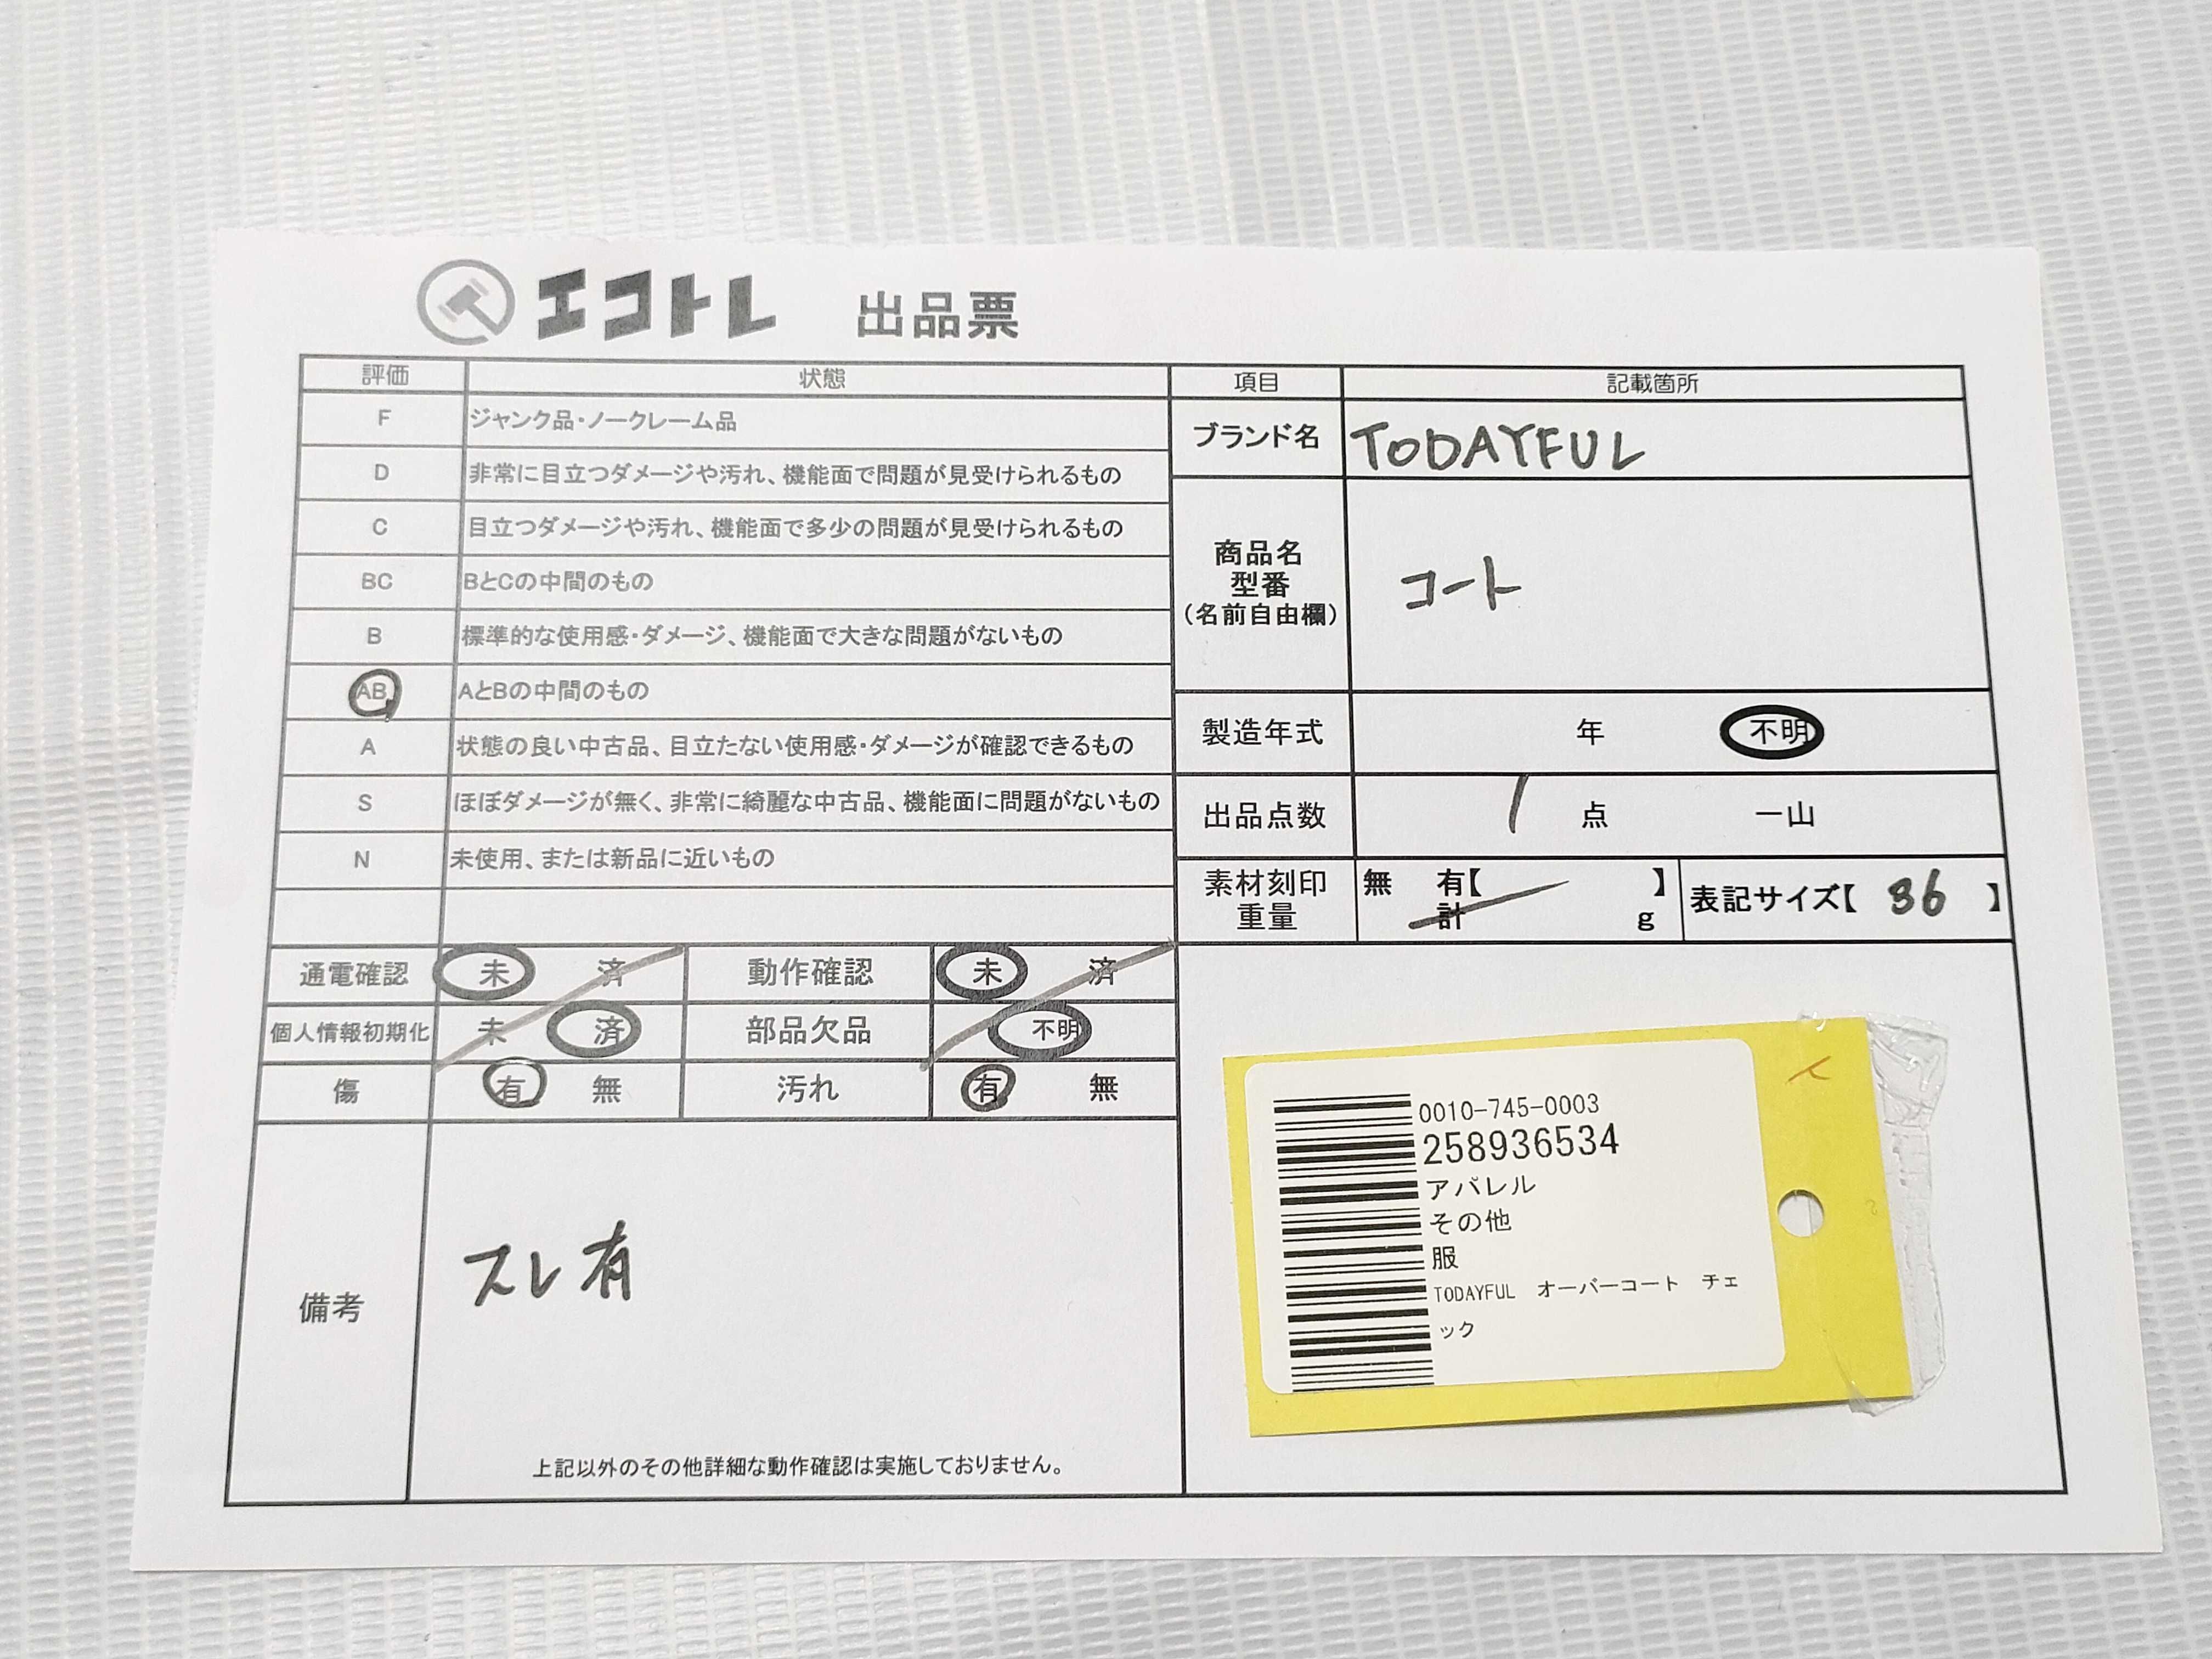 エコトレ 出品票
評価 状態 項目 記載箇所
F ジャンク品・ノークレーム品
D 非常に目立つダメージや汚れ、機能面で問題が見受けられるもの
C 目立つダメージや汚れ、機能面で多少の問題が見受けられるもの
BC BとCの中間のもの
B 標準的な使用感・ダメージ、機能面で大きな問題がないもの
AB AとBの中間のもの
A 状態の良い中古品、目立たない使用感・ダメージが確認できるもの
S ほぼダメージが無く、非常に綺麗な中古品、機能面に問題がないもの
N 未使用、または新品に近いもの
ブランド名 TODAYFUL
商品名
型番
(名前自由欄)
コート
製造年式 年 不明
出品点数 1 点 一山
素材刻印 無 有【 】
重量 計 g
表記サイズ【 36 】
通電確認 未 済 動作確認 未 済
個人情報初期化 未 済 部品欠品 不明
傷 有 無 汚れ 有 無
備考
スレ有
上記以外のその他詳細な動作確認は実施しておりません。
0010-745-0003
258936534
アパレル
その他
服
TODAYFUL オーバーコート チェ
ック